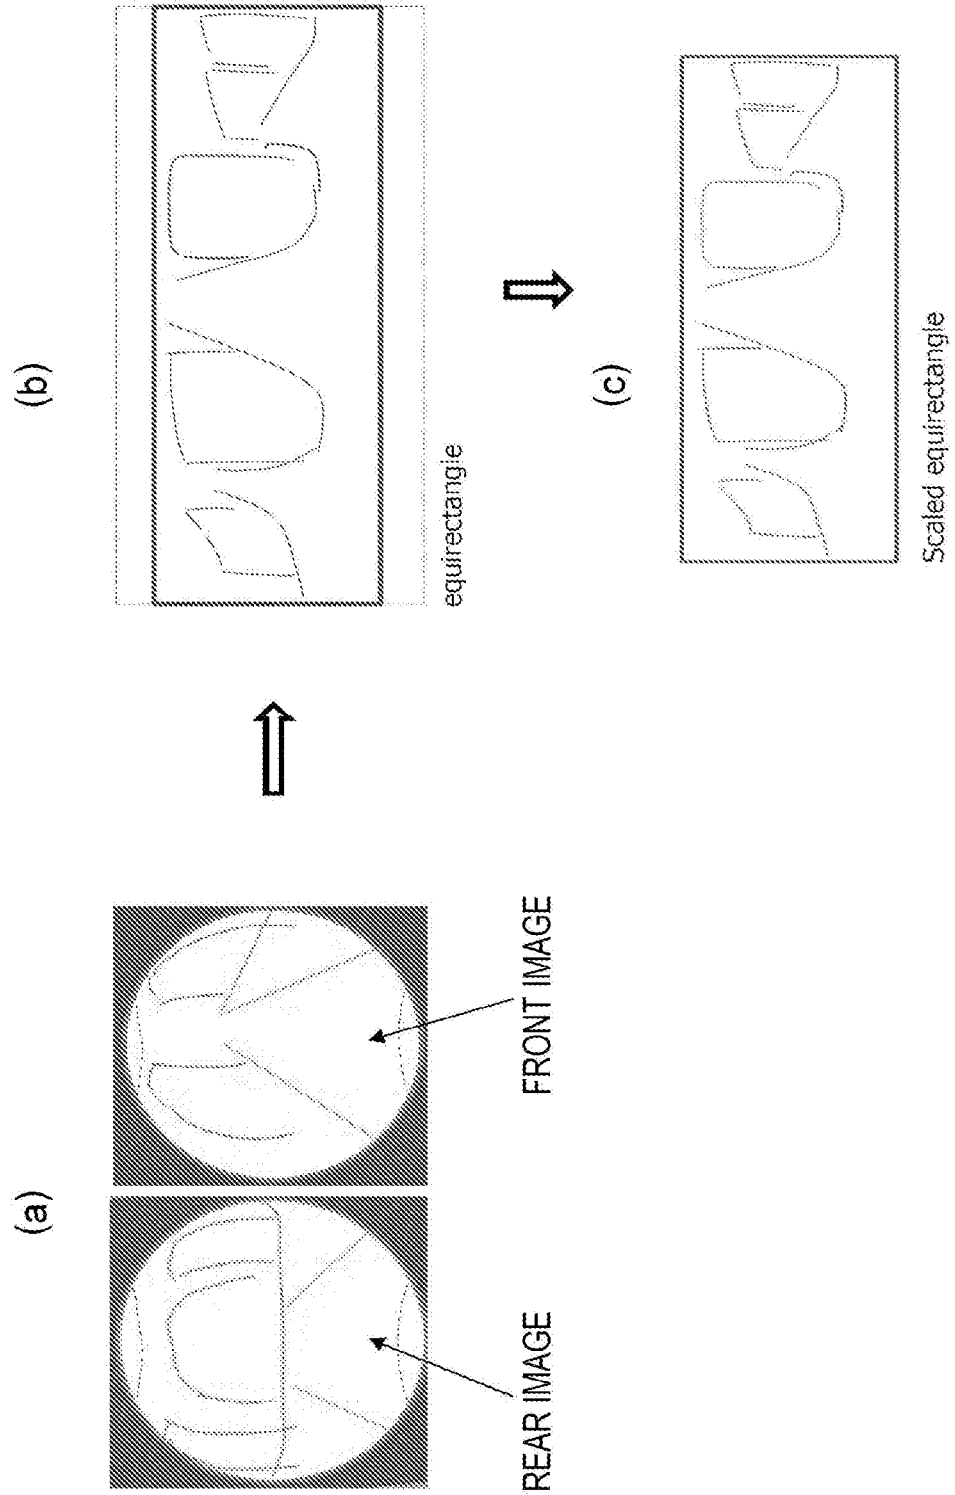 (a)
REAR IMAGE
FRONT IMAGE
(b)
equirectangle
(c)
Scaled equirectangle